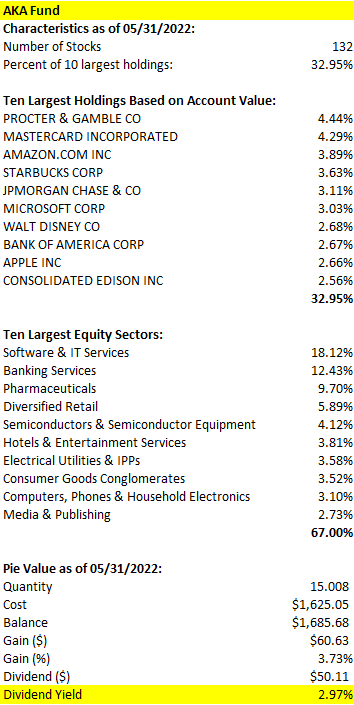 AKA Fund
Characteristics as of 05/31/2022:
Number of Stocks 132
Percent of 10 largest holdings: 32.95%
Ten Largest Holdings Based on Account Value:
PROCTER & GAMBLE CO 4.44%
MASTERCARD INCORPORATED 4.29%
AMAZON.COM INC 3.89%
STARBUCKS CORP 3.63%
JPMORGAN CHASE & CO 3.11%
MICROSOFT CORP 3.03%
WALT DISNEY CO 2.68%
BANK OF AMERICA CORP 2.67%
APPLE INC 2.66%
CONSOLIDATED EDISON INC 2.56%
32.95%
Ten Largest Equity Sectors:
Software & IT Services 18.12%
Banking Services 12.43%
Pharmaceuticals 9.70%
Diversified Retail 5.89%
Semiconductors & Semiconductor Equipment 4.12%
Hotels & Entertainment Services 3.81%
Electrical Utilities & IPPs 3.58%
Consumer Goods Conglomerates 3.52%
Computers, Phones & Household Electronics 3.10%
Media & Publishing 2.73%
67.00%
Pie Value as of 05/31/2022:
Quantity 15.008
Cost $1,625.05
Balance $1,685.68
Gain ($) $60.63
Gain (%) 3.73%
Dividend ($) $50.11
Dividend Yield 2.97%